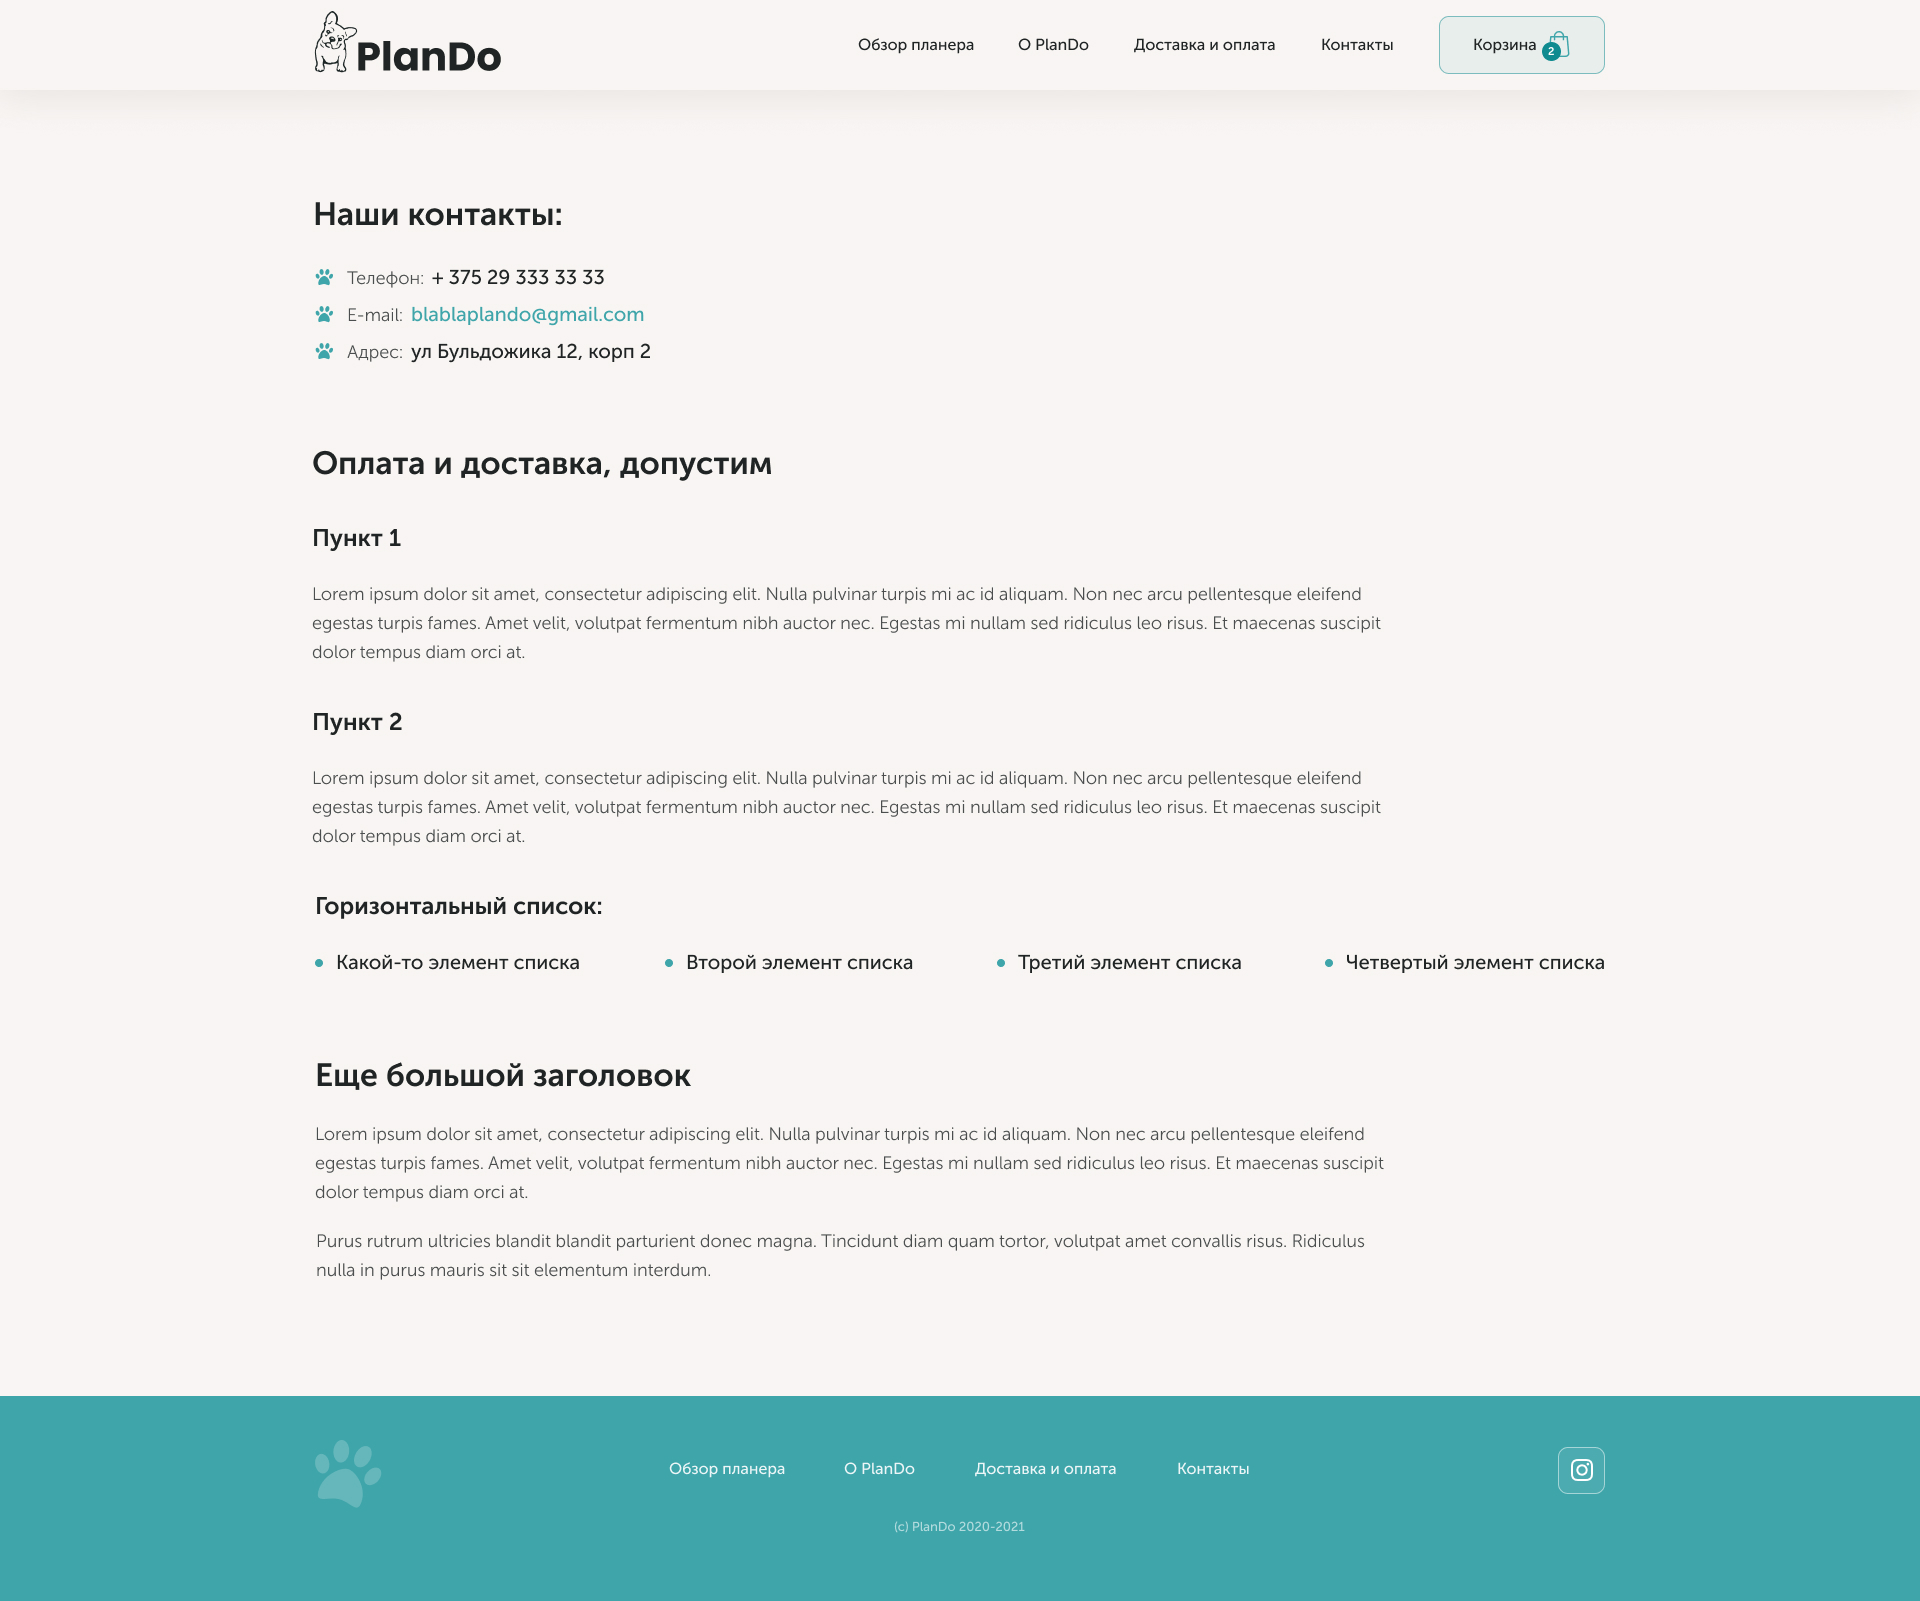 PlanDo
Обзор планера
О PlanDo
Доставка и оплата
Контакты
Корзина
2
Наши контакты:
Телефон: + 375 29 333 33 33
E-mail: blablaplando@gmail.com
Адрес: ул Бульдожика 12, корп 2
Оплата и доставка, допустим
Пункт 1
Lorem ipsum dolor sit amet, consectetur adipiscing elit. Nulla pulvinar turpis mi ac id aliquam. Non nec arcu pellentesque eleifend
egestas turpis fames. Amet velit, volutpat fermentum nibh auctor nec. Egestas mi nullam sed ridiculus leo risus. Et maecenas suscipit
dolor tempus diam orci at.
Пункт 2
Lorem ipsum dolor sit amet, consectetur adipiscing elit. Nulla pulvinar turpis mi ac id aliquam. Non nec arcu pellentesque eleifend
egestas turpis fames. Amet velit, volutpat fermentum nibh auctor nec. Egestas mi nullam sed ridiculus leo risus. Et maecenas suscipit
dolor tempus diam orci at.
Горизонтальный список:
Какой-то элемент списка
Второй элемент списка
Третий элемент списка
Четвертый элемент списка
Еще большой заголовок
Lorem ipsum dolor sit amet, consectetur adipiscing elit. Nulla pulvinar turpis mi ac id aliquam. Non nec arcu pellentesque eleifend
egestas turpis fames. Amet velit, volutpat fermentum nibh auctor nec. Egestas mi nullam sed ridiculus leo risus. Et maecenas suscipit
dolor tempus diam orci at.
Purus rutrum ultricies blandit blandit parturient donec magna. Tincidunt diam quam tortor, volutpat amet convallis risus. Ridiculus
nulla in purus mauris sit sit elementum interdum.
Обзор планера
О PlanDo
Доставка и оплата
Контакты
(c) PlanDo 2020-2021